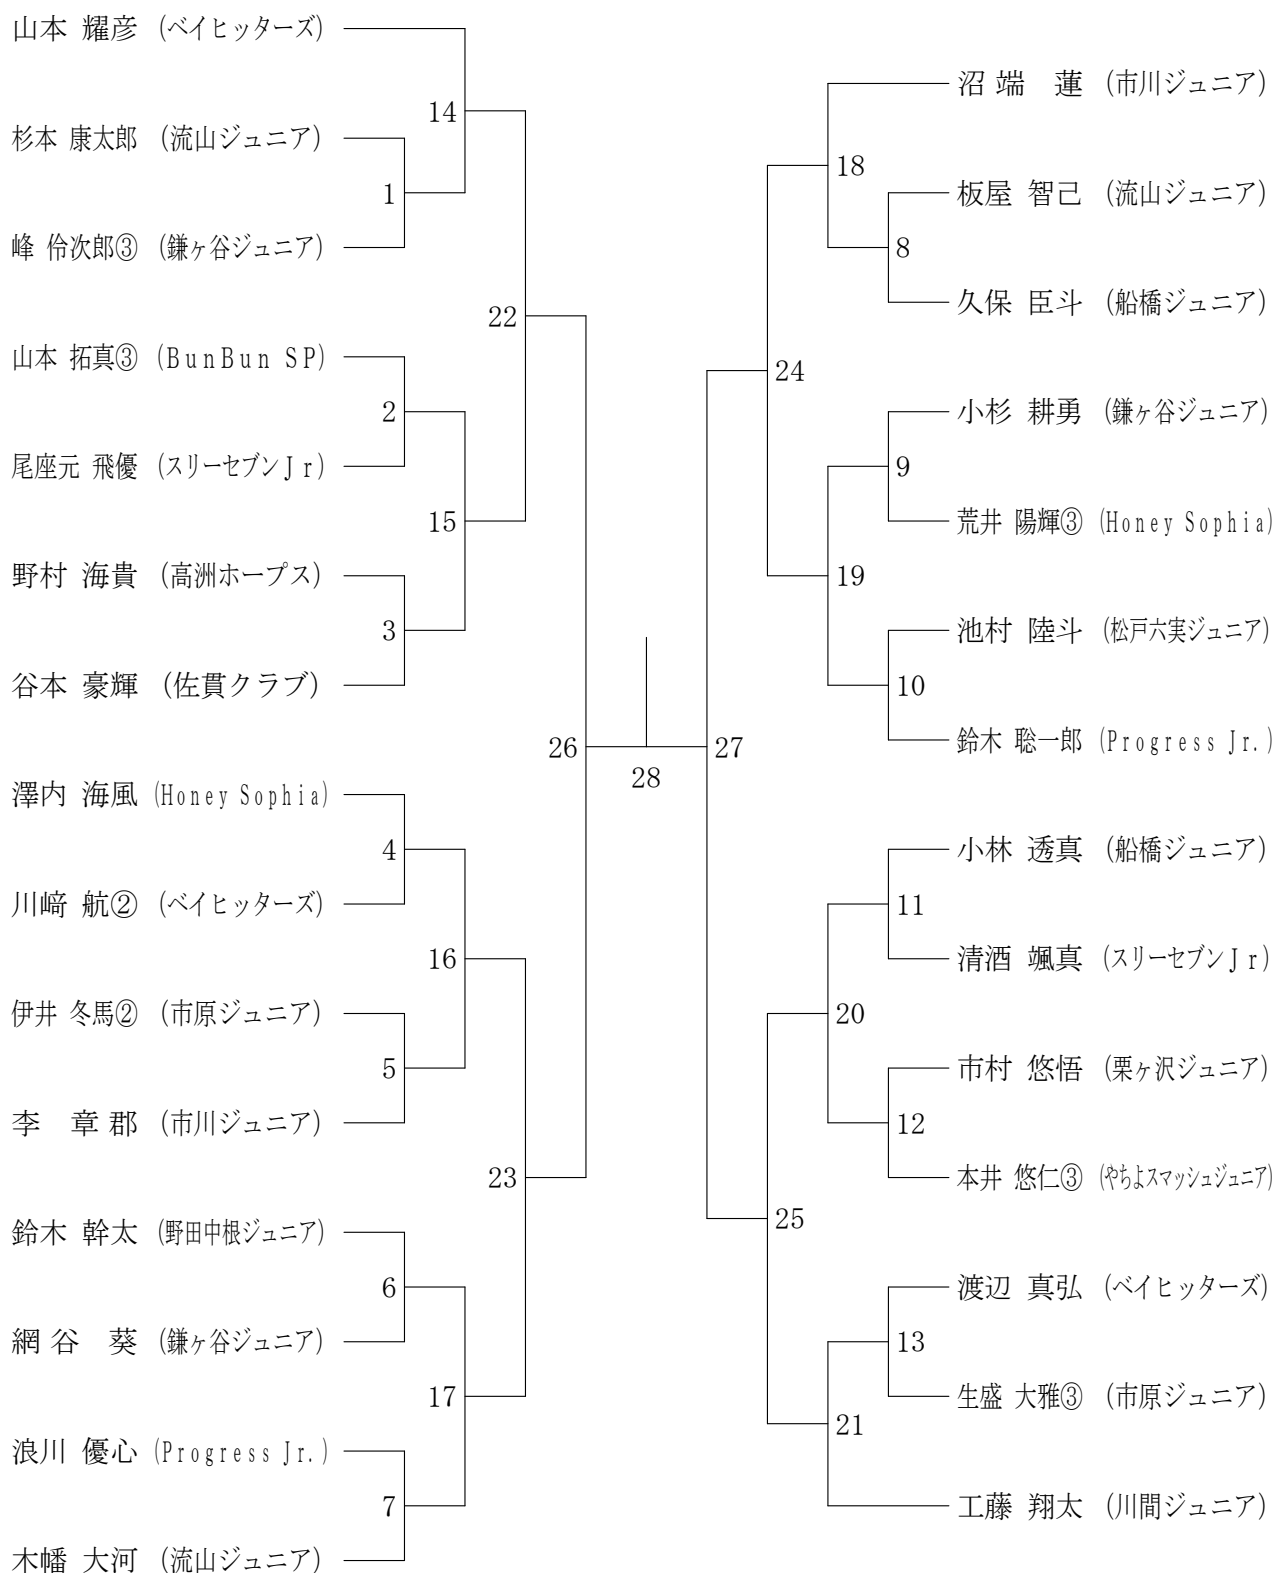 山本 耀彦 (ベイヒッターズ)
14
杉本 康太郎 (流山ジュニア)
1
峰 伶次郎③ (鎌ヶ谷ジュニア)
22
山本 拓真③ (BunBun SP)
2
尾座元 飛優 (スリーセブンJr)
15
野村 海貴 (高洲ホープス)
3
谷本 豪輝 (佐貫クラブ)
26
澤内 海風 (Honey Sophia)
4
川﨑 航② (ベイヒッターズ)
16
伊井 冬馬② (市原ジュニア)
5
李 章郡 (市川ジュニア)
23
鈴木 幹太 (野田中根ジュニア)
6
網谷 葵 (鎌ヶ谷ジュニア)
17
浪川 優心 (Progress Jr.)
7
木幡 大河 (流山ジュニア)
28
沼端 蓮 (市川ジュニア)
18
板屋 智己 (流山ジュニア)
8
久保 臣斗 (船橋ジュニア)
24
小杉 耕勇 (鎌ヶ谷ジュニア)
9
荒井 陽輝③ (Honey Sophia)
19
池村 陸斗 (松戸六実ジュニア)
10
鈴木 聡一郎 (Progress Jr.)
27
小林 透真 (船橋ジュニア)
11
清酒 颯真 (スリーセブンJr)
20
市村 悠悟 (栗ヶ沢ジュニア)
12
本井 悠仁③ (やちよスマッシュジュニア)
25
渡辺 真弘 (ベイヒッターズ)
13
生盛 大雅③ (市原ジュニア)
21
工藤 翔太 (川間ジュニア)